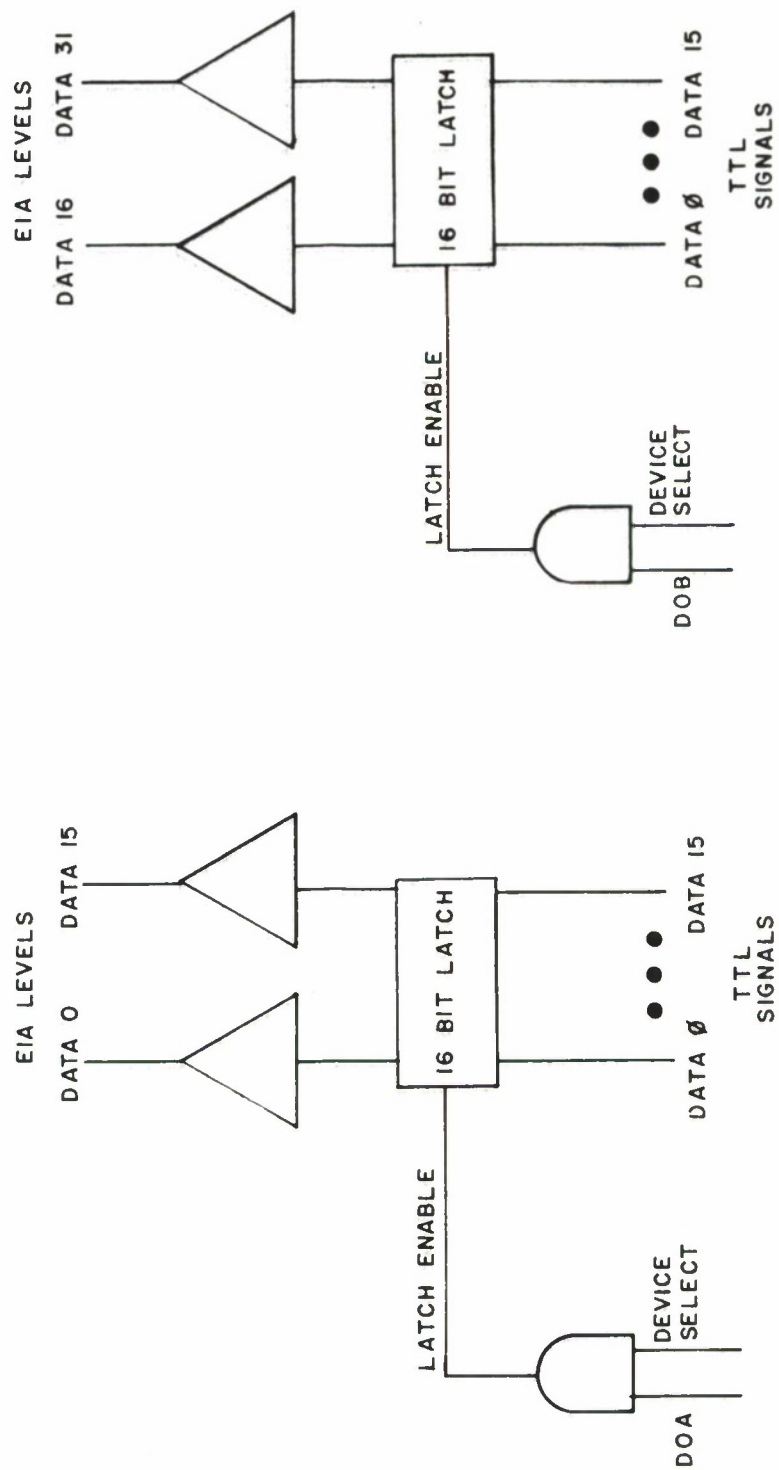 EIA LEVELS
DATA 0
DATA 15
16 BIT LATCH
LATCH ENABLE
DATA Ø
DATA 15
TTL
SIGNALS
DOA
DEVICE
SELECT
EIA LEVELS
DATA 16
DATA 31
16 BIT LATCH
LATCH ENABLE
DATA Ø
DATA 15
TTL
SIGNALS
DOB
DEVICE
SELECT